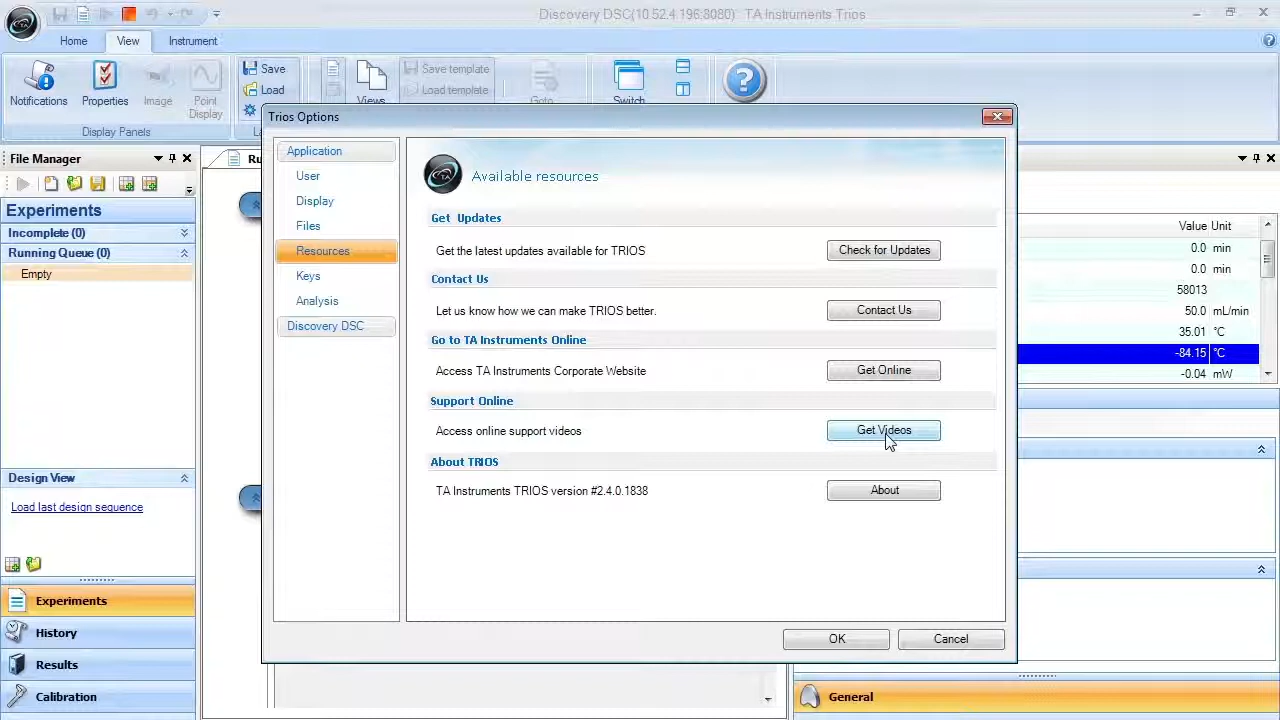 Discovery DSC(10.52.4.196:8080) TA Instruments Trios
Home View Instrument
Notifications Properties Image Point Display
Display Panels
Save
Load
Views
Save template
Load template
Goto
Switch
Trios Options
File Manager
Experiments
Incomplete (0)
Running Queue (0)
Empty
Design View
Load last design sequence
Experiments
History
Results
Calibration
Application
User
Display
Files
Resources
Keys
Analysis
Discovery DSC
TA
Available resources
Get Updates
Get the latest updates available for TRIOS Check for Updates
Contact Us
Let us know how we can make TRIOS better. Contact Us
Go to TA Instruments Online
Access TA Instruments Corporate Website Get Online
Support Online
Access online support videos Get Videos
About TRIOS
TA Instruments TRIOS version #2.4.0.1838 About
OK Cancel
Value Unit
0.0 min
0.0 min
58013
50.0 mL/min
35.01 °C
-84.15 °C
-0.04 mW
General